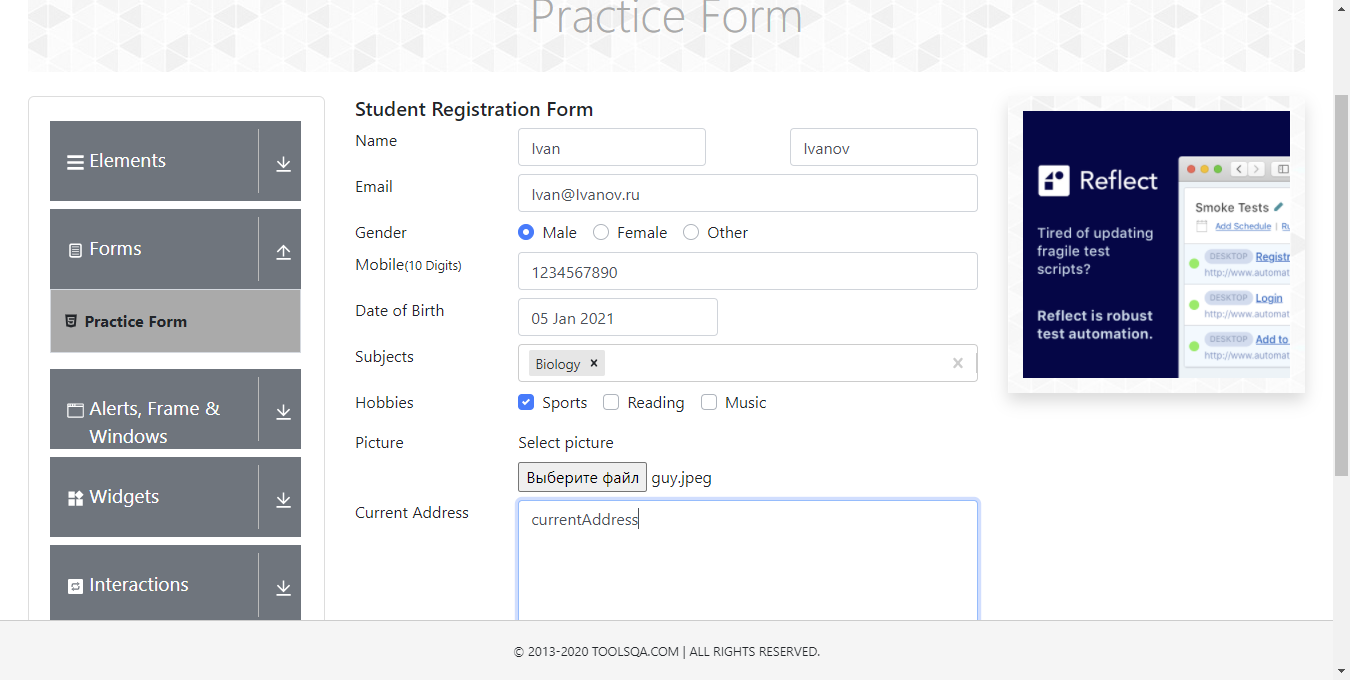 Practice Form
Elements
Forms
Practice Form
Alerts, Frame &
Windows
Widgets
Interactions
Student Registration Form
Name
Ivan
Ivanov
Email
Ivan@Ivanov.ru
Gender
Male
Female
Other
Mobile(10 Digits)
1234567890
Date of Birth
05 Jan 2021
Subjects
Biology
Hobbies
Sports
Reading
Music
Picture
Select picture
Выберите файл guy.jpeg
Current Address
currentAddress
Reflect
Tired of updating
fragile test
scripts?
Reflect is robust
test automation.
Smoke Tests
Add Schedule | Ru
DESKTOP Registr
http://www.automat
DESKTOP Login
http://www.automat
DESKTOP Add to
http://www.automat
© 2013-2020 TOOLSQA.COM | ALL RIGHTS RESERVED.